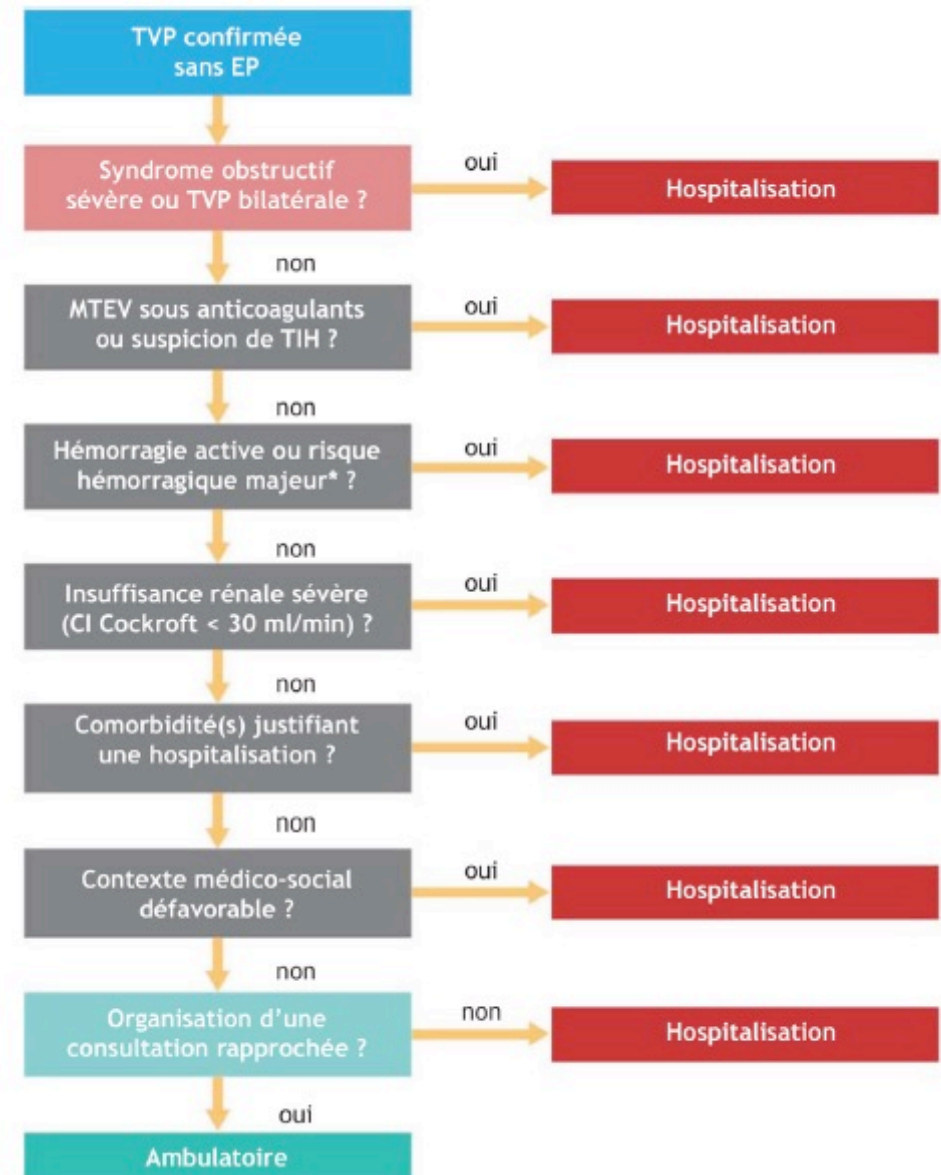 TVP confirmée
sans EP
Syndrome obstructif
sévère ou TVP bilatérale ?
oui
Hospitalisation
non
MTEV sous anticoagulants
ou suspicion de TIH ?
oui
Hospitalisation
non
Hémorragie active ou risque
hémorragique majeur* ?
oui
Hospitalisation
non
Insuffisance rénale sévère
(Cl Cockroft < 30 ml/min) ?
oui
Hospitalisation
non
Comorbidité(s) justifiant
une hospitalisation ?
oui
Hospitalisation
non
Contexte médico-social
défavorable ?
oui
Hospitalisation
non
Organisation d'une
consultation rapprochée ?
non
Hospitalisation
oui
Ambulatoire